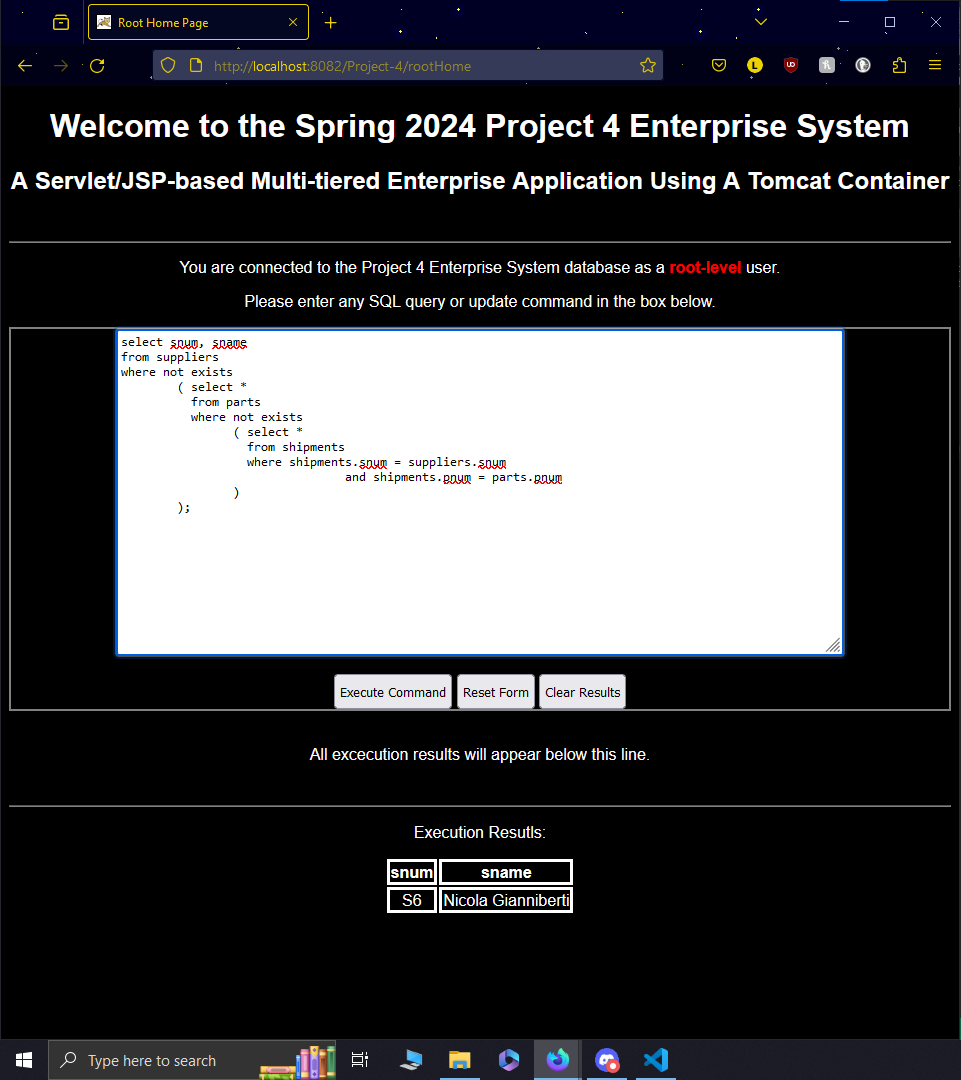 Root Home Page
http://localhost:8082/Project-4/rootHome
Welcome to the Spring 2024 Project 4 Enterprise System
A Servlet/JSP-based Multi-tiered Enterprise Application Using A Tomcat Container
You are connected to the Project 4 Enterprise System database as a root-level user.
Please enter any SQL query or update command in the box below.
select snum, sname
from suppliers
where not exists
( select *
from parts
where not exists
( select *
from shipments
where shipments.snum = suppliers.snum
and shipments.pnum = parts.pnum
)
);
Execute Command Reset Form Clear Results
All excecution results will appear below this line.
Execution Resutls:
snum sname
S6 Nicola Gianniberti
Type here to search